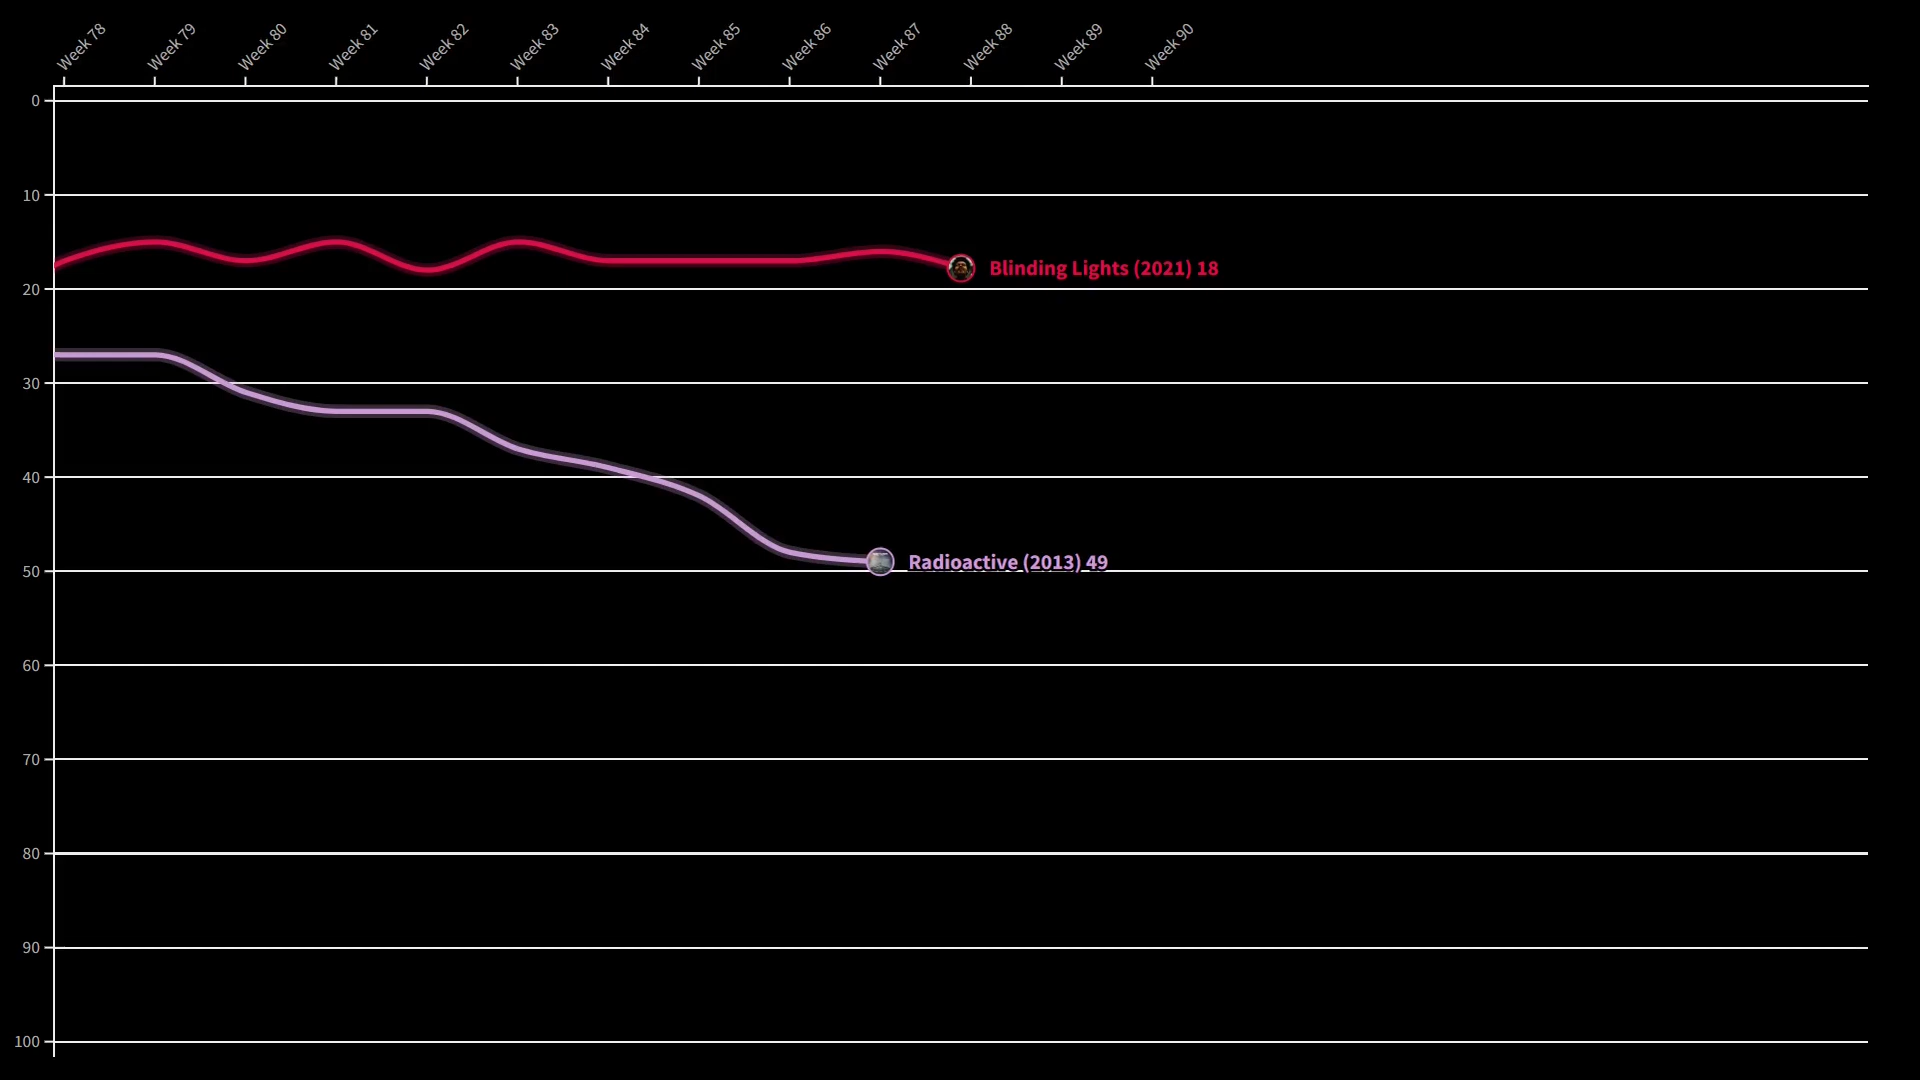 Week 78
Week 79
Week 80
Week 81
Week 82
Week 83
Week 84
Week 85
Week 86
Week 87
Week 88
Week 89
Week 90
0
10
Blinding Lights (2021) 18
20
30
40
Radioactive (2013) 49
50
60
70
80
90
100